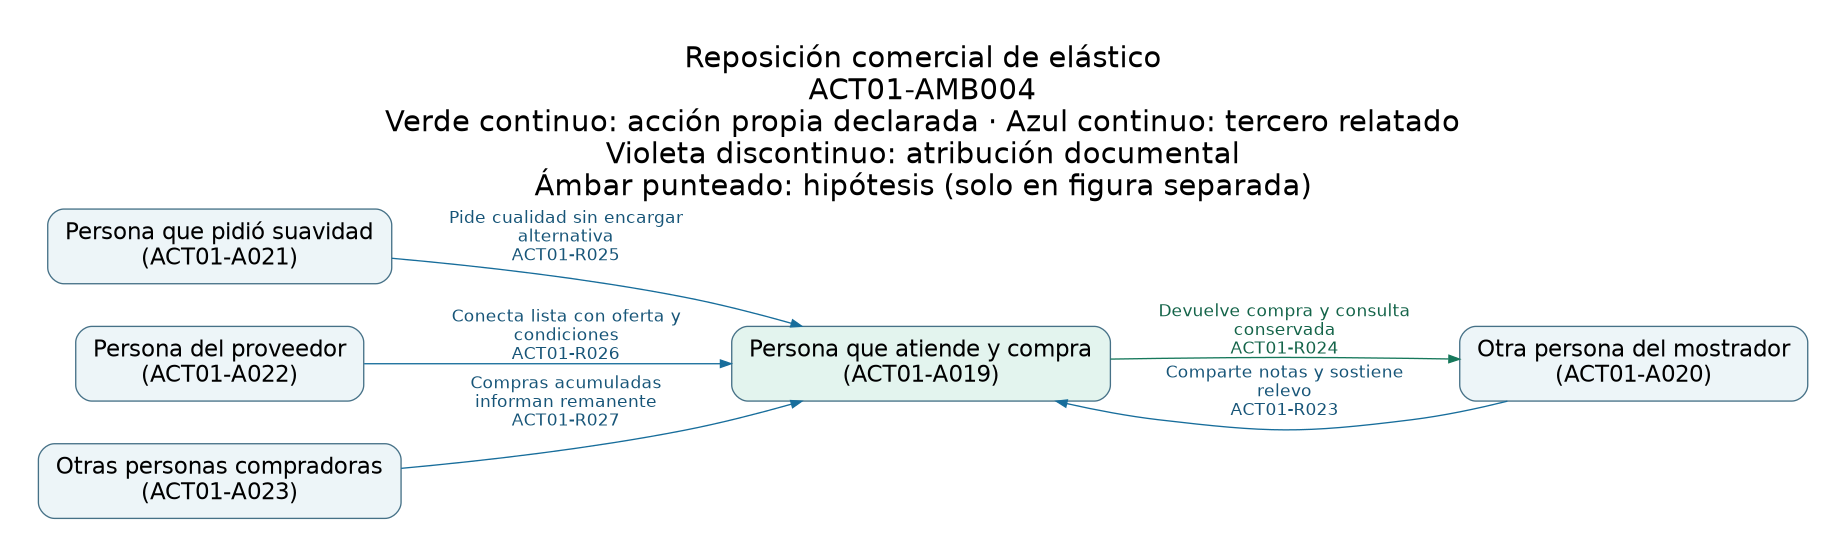 Reposición comercial de elástico
ACT01-AMB004
Verde continuo: acción propia declarada · Azul continuo: tercero relatado
Violeta discontinuo: atribución documental
Ámbar punteado: hipótesis (solo en figura separada)
Persona que pidió suavidad
(ACT01-A021)
Pide cualidad sin encargar
alternativa
ACT01-R025
Persona del proveedor
(ACT01-A022)
Conecta lista con oferta y
condiciones
ACT01-R026
Otras personas compradoras
(ACT01-A023)
Compras acumuladas
informan remanente
ACT01-R027
Persona que atiende y compra
(ACT01-A019)
Devuelve compra y consulta
conservada
ACT01-R024
Comparte notas y sostiene
relevo
ACT01-R023
Otra persona del mostrador
(ACT01-A020)